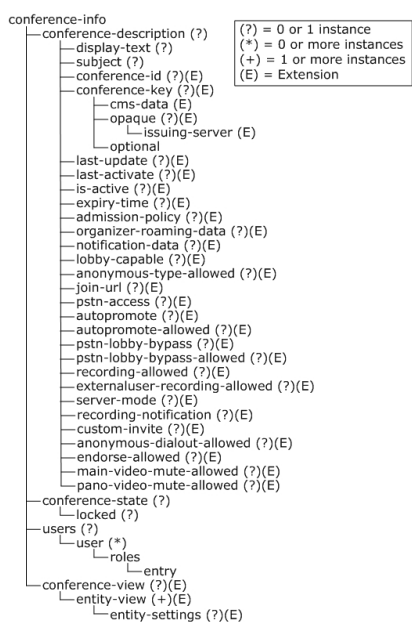 conference-info
conference-description (?)
display-text (?)
subject (?)
conference-id (?)(E)
conference-key (?)(E)
cms-data (E)
opaque (?)(E)
issuing-server (E)
optional
last-update (?)(E)
last-activate (?)(E)
is-active (?)(E)
expiry-time (?)(E)
admission-policy (?)(E)
organizer-roaming-data (?)(E)
notification-data (?)(E)
lobby-capable (?)(E)
anonymous-type-allowed (?)(E)
join-url (?)(E)
pstn-access (?)(E)
autopromote (?)(E)
autopromote-allowed (?)(E)
pstn-lobby-bypass (?)(E)
pstn-lobby-bypass-allowed (?)(E)
recording-allowed (?)(E)
externaluser-recording-allowed (?)(E)
server-mode (?)(E)
recording-notification (?)(E)
custom-invite (?)(E)
anonymous-dialout-allowed (?)(E)
endorse-allowed (?)(E)
main-video-mute-allowed (?)(E)
pano-video-mute-allowed (?)(E)
conference-state (?)
locked (?)
users (?)
user (*)
roles
entry
conference-view (?)(E)
entity-view (+)(E)
entity-settings (?)(E)
(?) = 0 or 1 instance
(*) = 0 or more instances
(+) = 1 or more instances
(E) = Extension